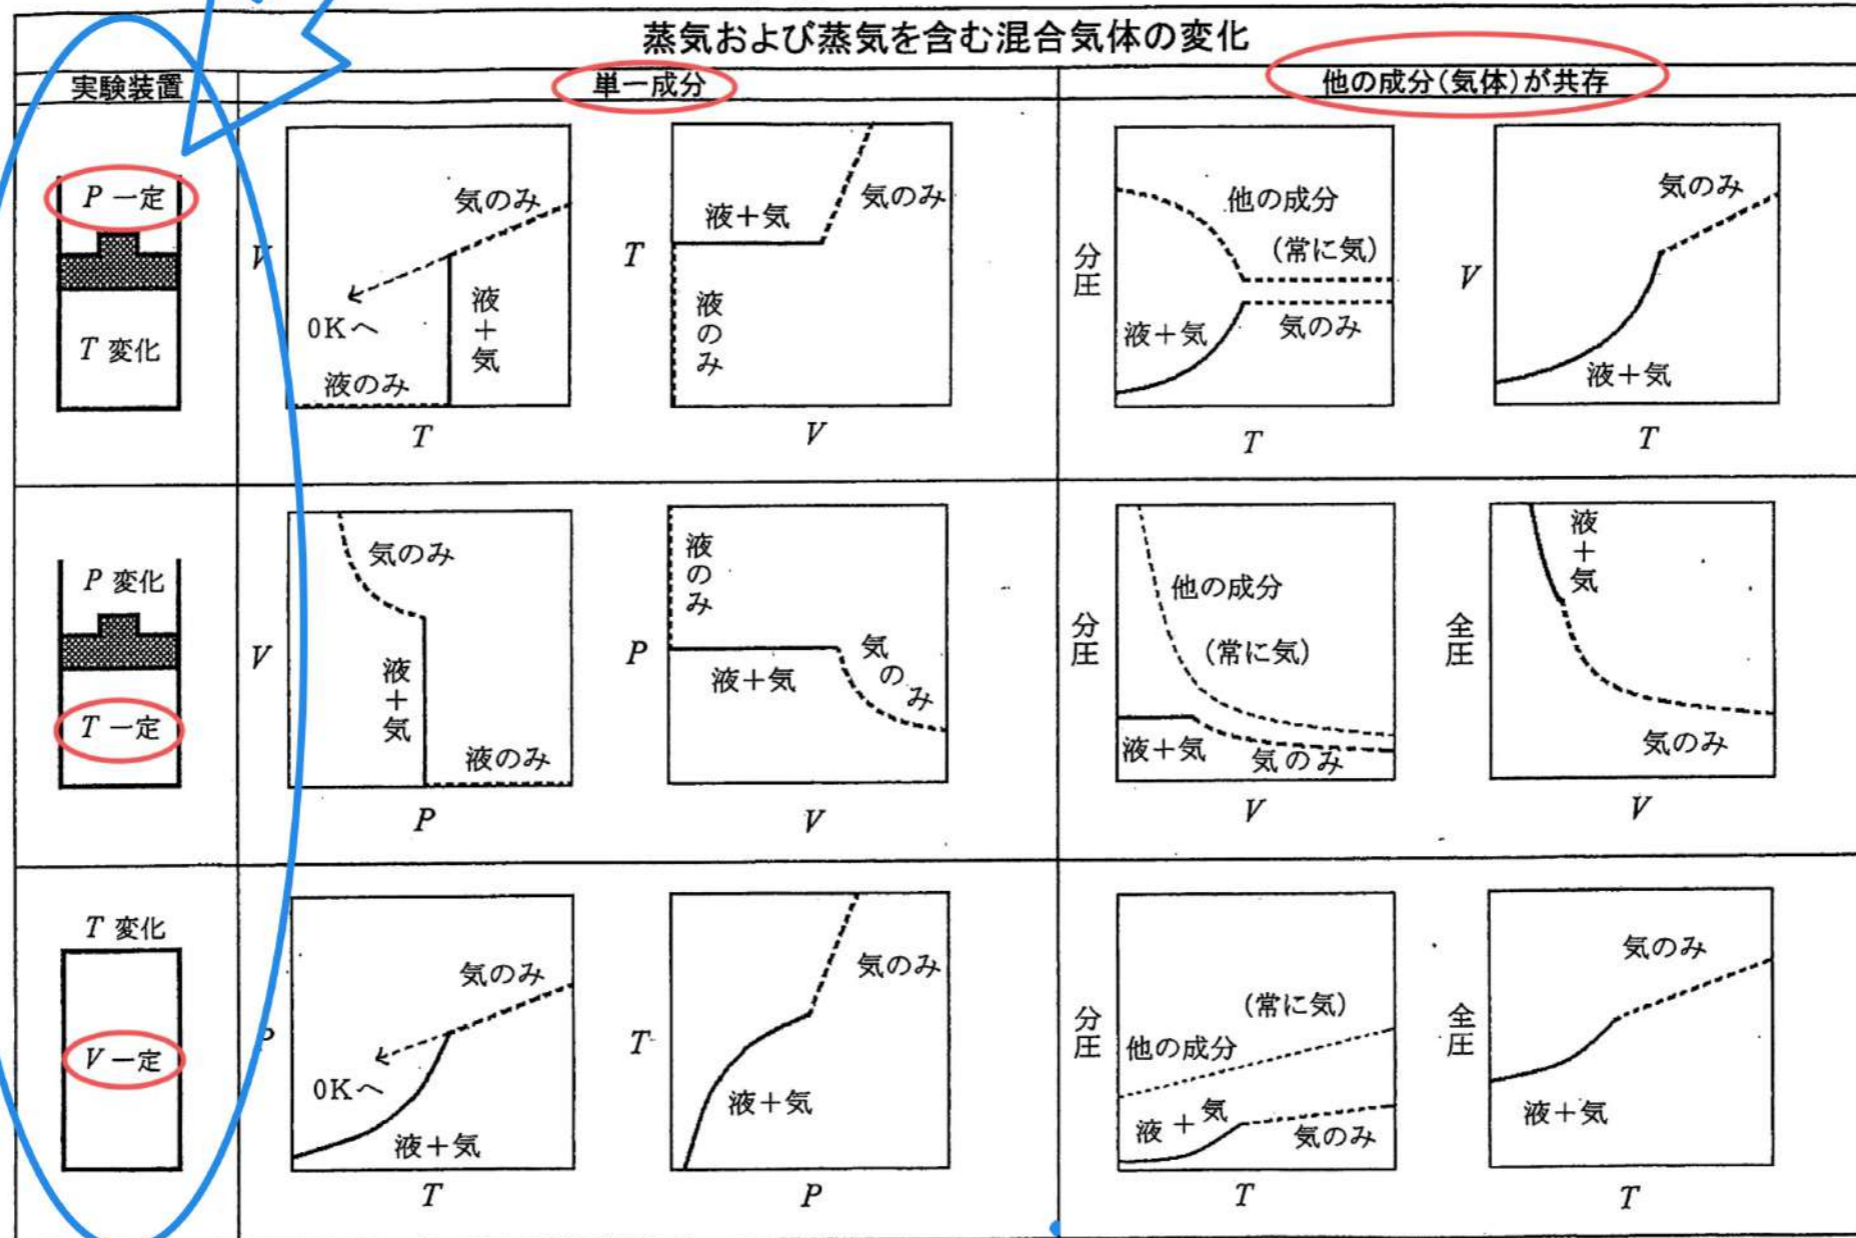 蒸気および蒸気を含む混合気体の変化
実験装置
単一成分
他の成分(気体)が共存
P 一定
T 変化
V
気のみ
0Kへ
液+気
液のみ
T
T
液+気
気のみ
液のみ
V
分圧
他の成分
(常に気)
液+気
気のみ
T
V
気のみ
液+気
T
P 変化
T 一定
V
気のみ
液+気
液のみ
P
P
液のみ
液+気
気のみ
V
分圧
他の成分
(常に気)
液+気
気のみ
V
全圧
液+気
気のみ
V
T 変化
V 一定
P
気のみ
0Kへ
液+気
T
T
気のみ
液+気
P
分圧
(常に気)
他の成分
液+気
気のみ
T
全圧
気のみ
液+気
T